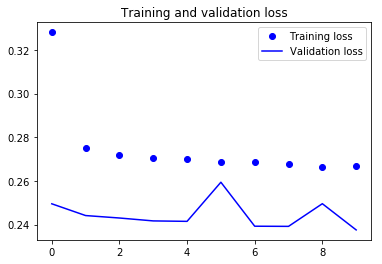 Training and validation loss
Training loss
Validation loss
0.32
0.30
0.28
0.26
0.24
0 2 4 6 8